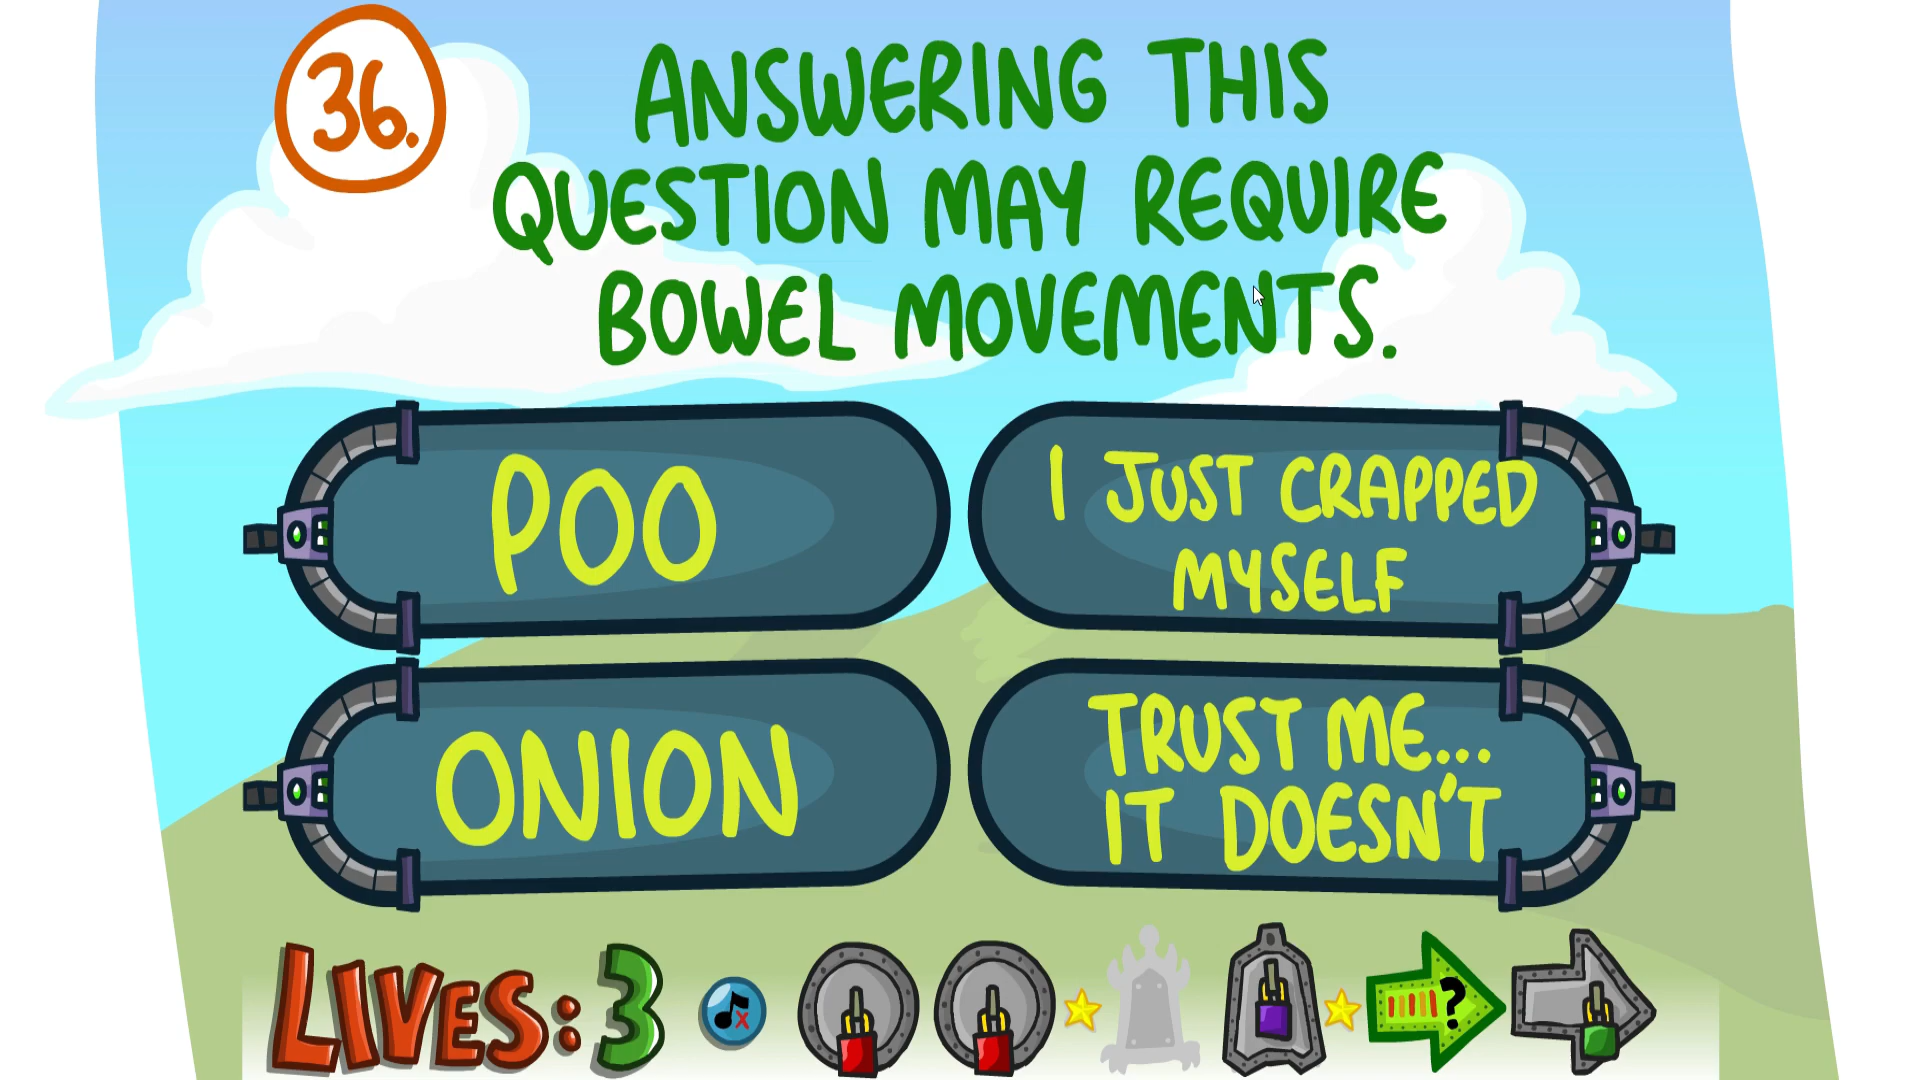 36.
ANSWERING THIS
QUESTION MAY REQUIRE
BOWEL MOVEMENTS.
POO
I JUST CRAPPED
MYSELF
ONION
TRUST ME...
IT DOESN'T
LIVES: 3
?